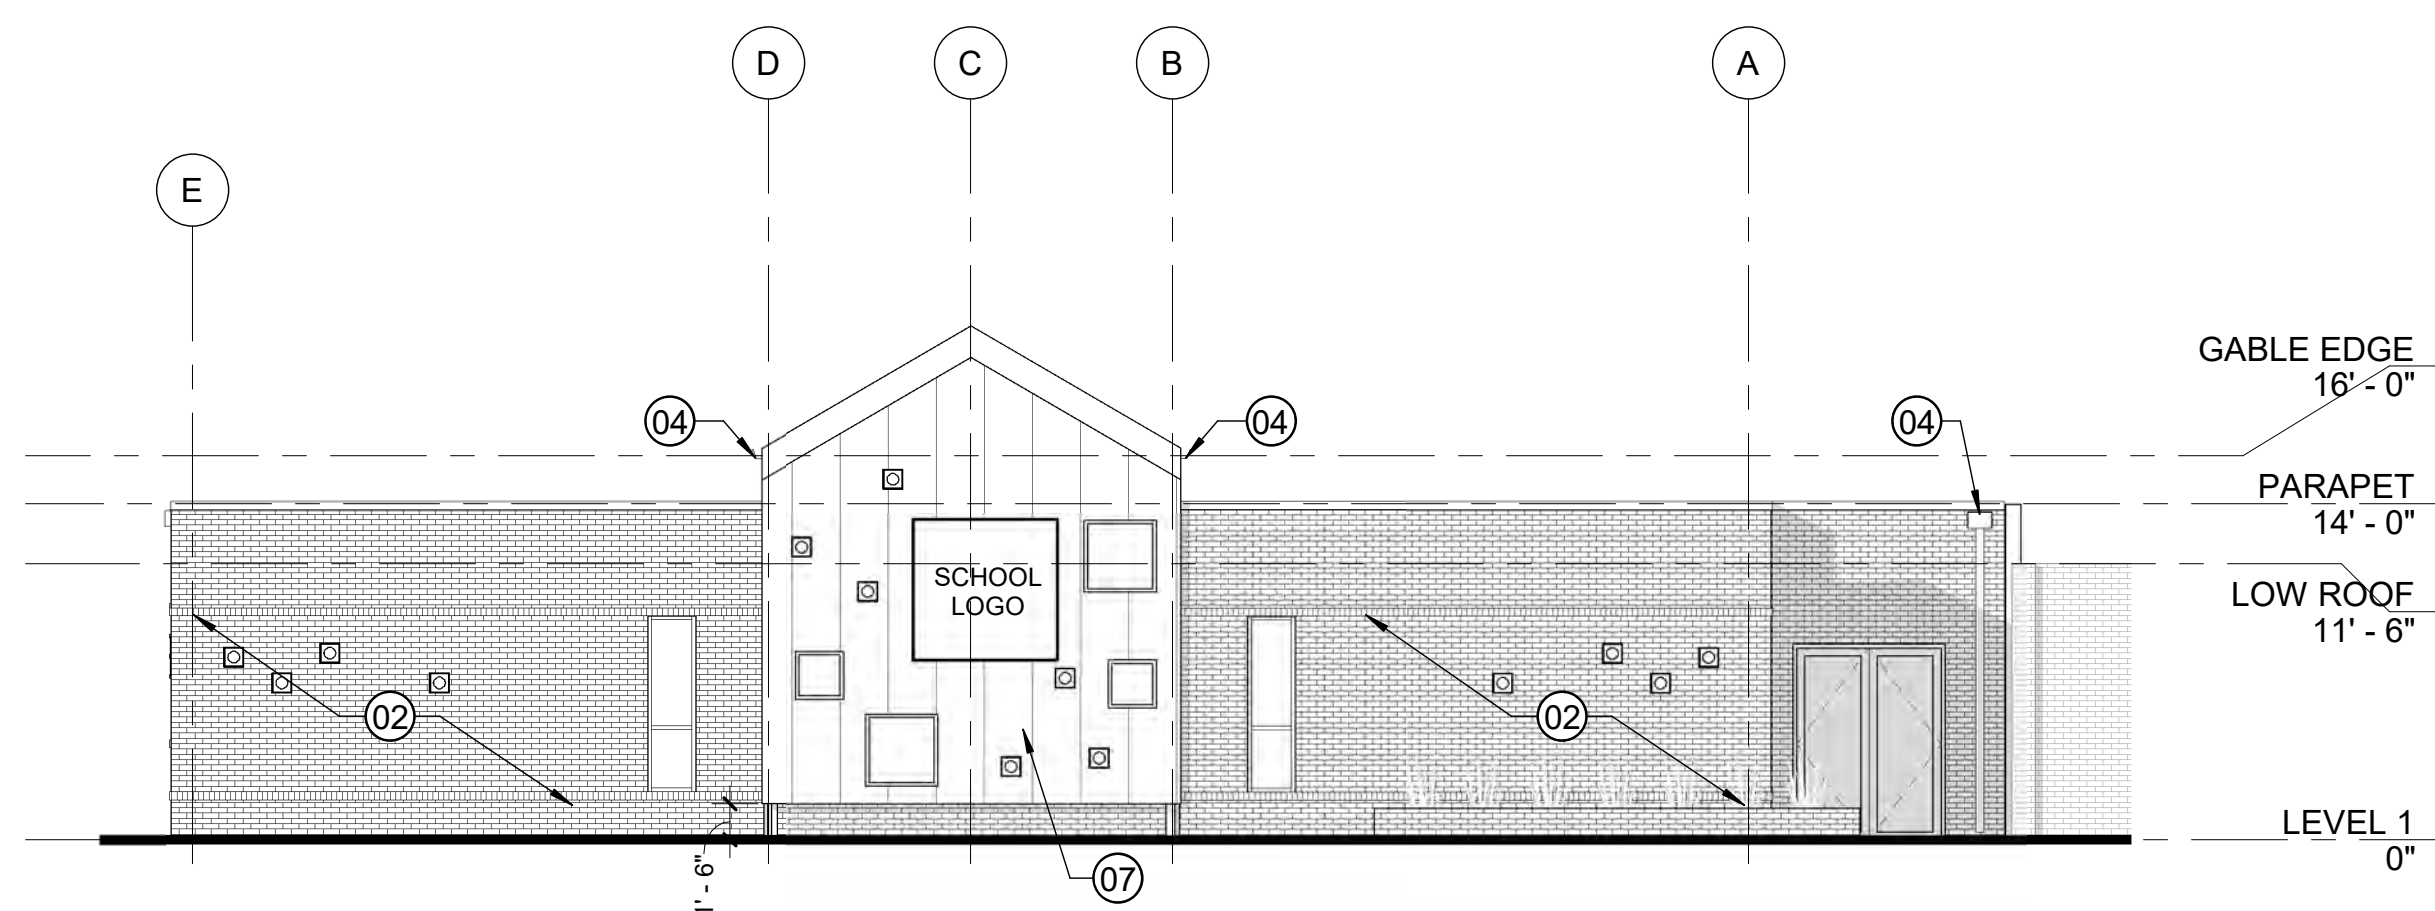 D
C
B
A
E
GABLE EDGE
16' - 0"
04
04
04
PARAPET
14' - 0"
SCHOOL
LOGO
LOW ROOF
11' - 6"
02
02
LEVEL 1
0"
1' - 6"
07